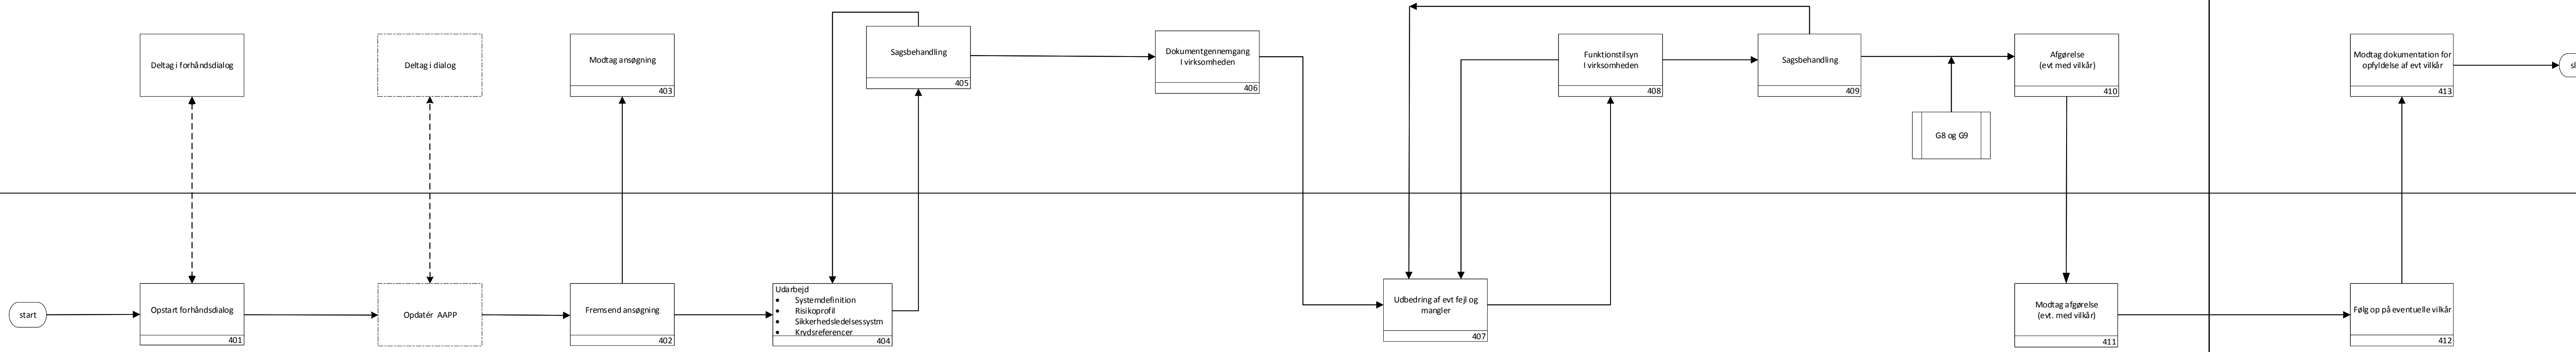 Deltag i forhåndsdialog
Deltag i dialog
Modtag ansøgning
403
Sagsbehandling
405
Dokumentgennemgang
I virksomheden
406
Funktionstilsyn
I virksomheden
408
Sagsbehandling
409
Afgørelse
(evt med vilkår)
410
G8 og G9
Modtag dokumentation for
opfyldelse af evt vilkår
413
sl
start
Opstart forhåndsdialog
401
Opdatér AAPP
Fremsend ansøgning
402
Udarbejd
• Systemdefinition
• Risikoprofil
• Sikkerhedsledelsessystm
• Krydsreferencer
404
Udbedring af evt fejl og
mangler
407
Modtag afgørelse
(evt. med vilkår)
411
Følg op på eventuelle vilkår
412